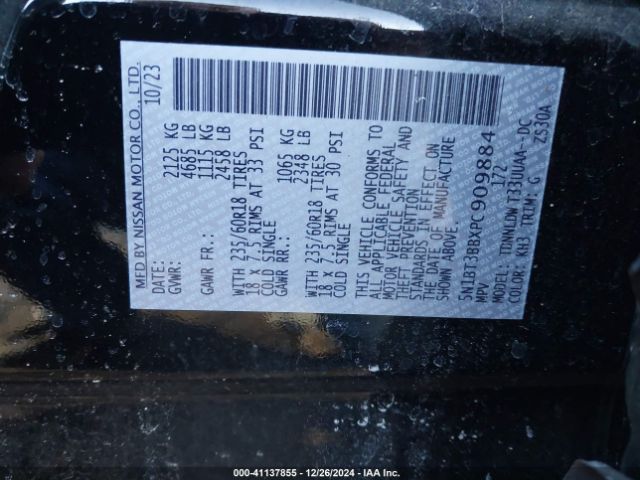 MFD BY NISSAN MOTOR CO., LTD.
DATE: 10/23
GVWR: 2125 KG
4685 LB
GAWR FR: 1115 KG
2458 LB
WITH 235/60R18 TIRES
18 X 7.5 RIMS AT 33 PSI
COLD SINGLE
GAWR RR: 1065 KG
2348 LB
WITH 235/60R18 TIRES
18 X 7.5 RIMS AT 30 PSI
COLD SINGLE
THIS VEHICLE CONFORMS TO
ALL APPLICABLE FEDERAL
MOTOR VEHICLE SAFETY AND
THEFT PREVENTION
STANDARDS IN EFFECT ON
THE DATE OF MANUFACTURE
SHOWN ABOVE.
5N1BT3BBXPC909884
MPV 172
MODEL: TDNNLDW T33UUAA-DC
COLOR: KH3 TRIM: G ZS30A
000-41137855 | 12/26/2024 | IAA Inc.